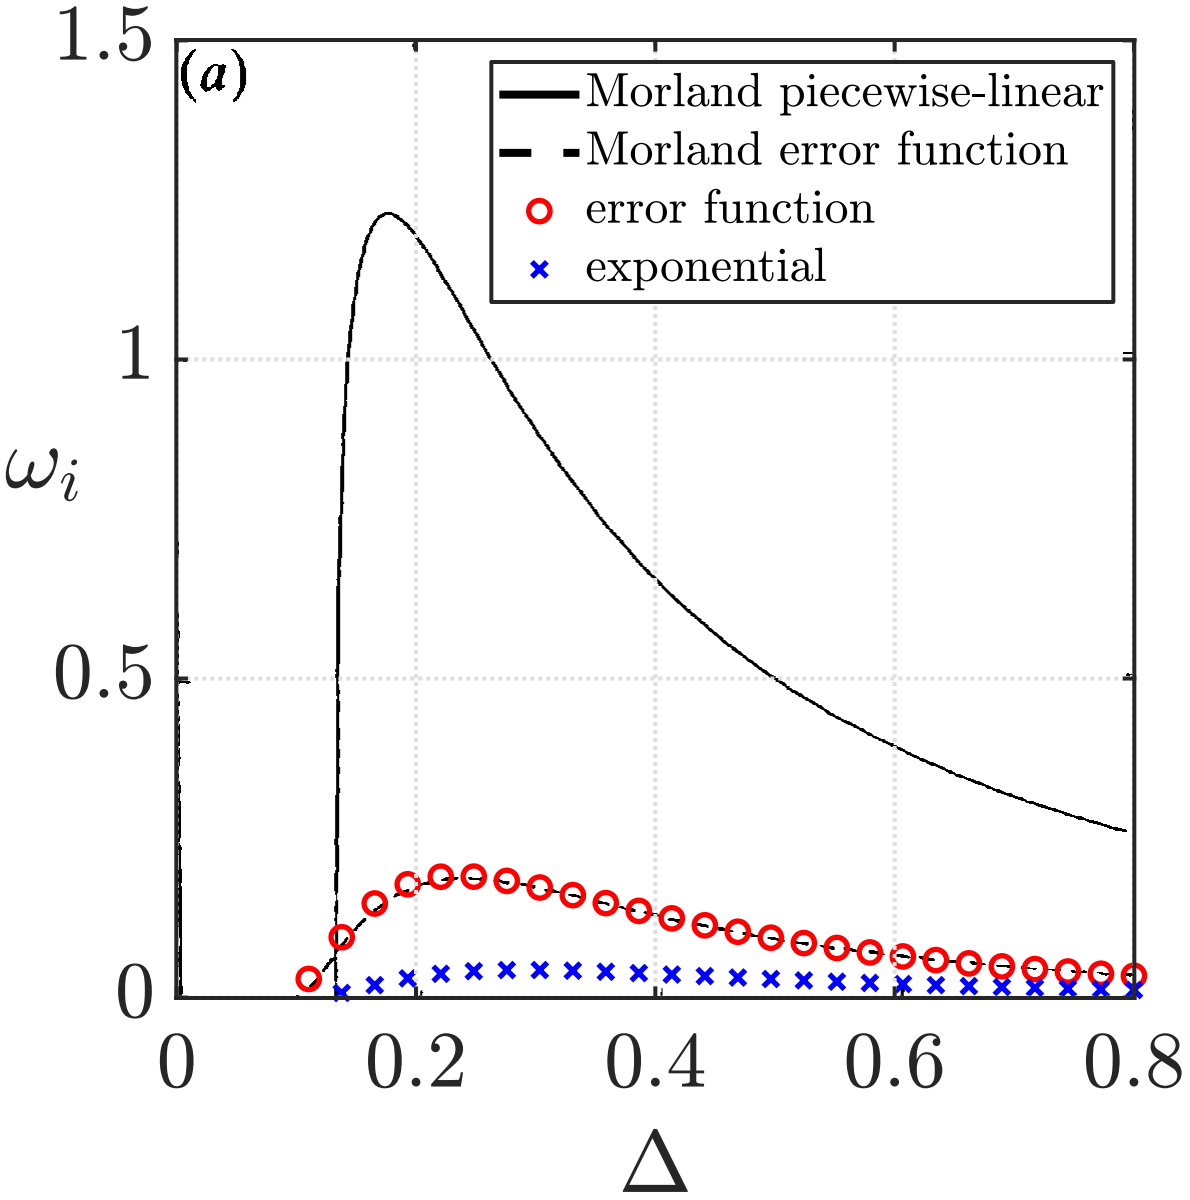 1.5
(a)
Morland piecewise-linear
Morland error function
error function
exponential
1
ωᵢ
0.5
0
0 0.2 0.4 0.6 0.8
Δ